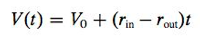 V(t) = V₀ + (r_in − r_out)t